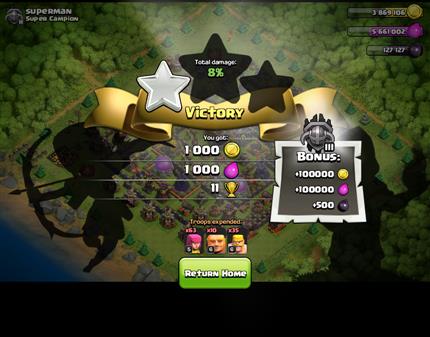 SUPERMAN
Super Campion
3 869 106
5 661 002
127 127
Total damage:
8%
Victory
You got:
1 000
1 000
11
III
Bonus:
+100000
+100000
+500
Troops expended:
x63 x10 x35
Return Home